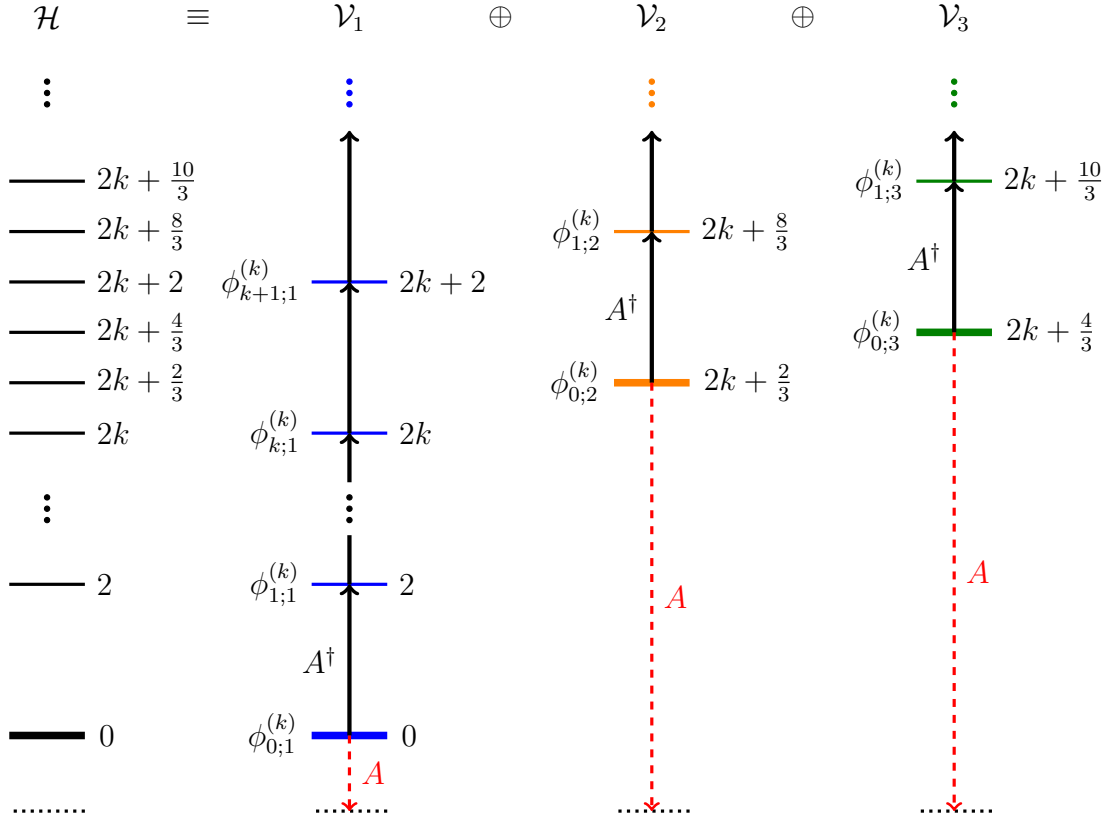 ℋ ≡ 𝒱₁ ⊕ 𝒱₂ ⊕ 𝒱₃
⋮ ⋮ ⋮ ⋮
2k + 10/3 φ_{1;3}^{(k)} 2k + 10/3
2k + 8/3 φ_{1;2}^{(k)} 2k + 8/3
A†
2k + 2 φ_{k+1;1}^{(k)} 2k + 2
A†
2k + 4/3 φ_{0;3}^{(k)} 2k + 4/3
2k + 2/3 φ_{0;2}^{(k)} 2k + 2/3
2k φ_{k;1}^{(k)} 2k
⋮ ⋮
2 φ_{1;1}^{(k)} 2 A A
A†
0 φ_{0;1}^{(k)} 0
A